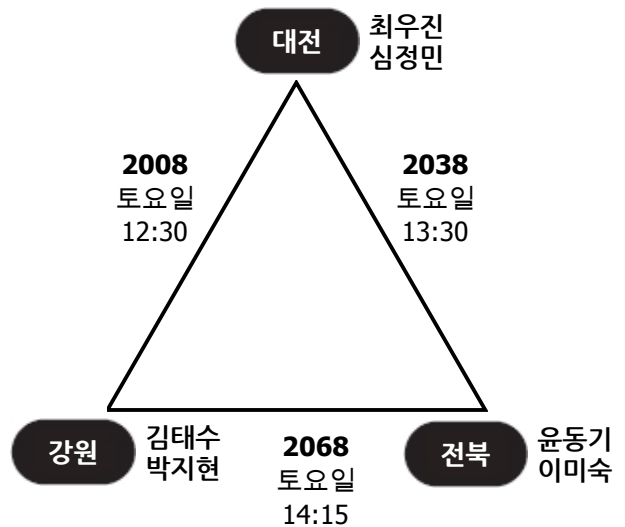 대전
최우진
심정민
2008
토요일
12:30
2038
토요일
13:30
강원
김태수
박지현
2068
토요일
14:15
전북
윤동기
이미숙